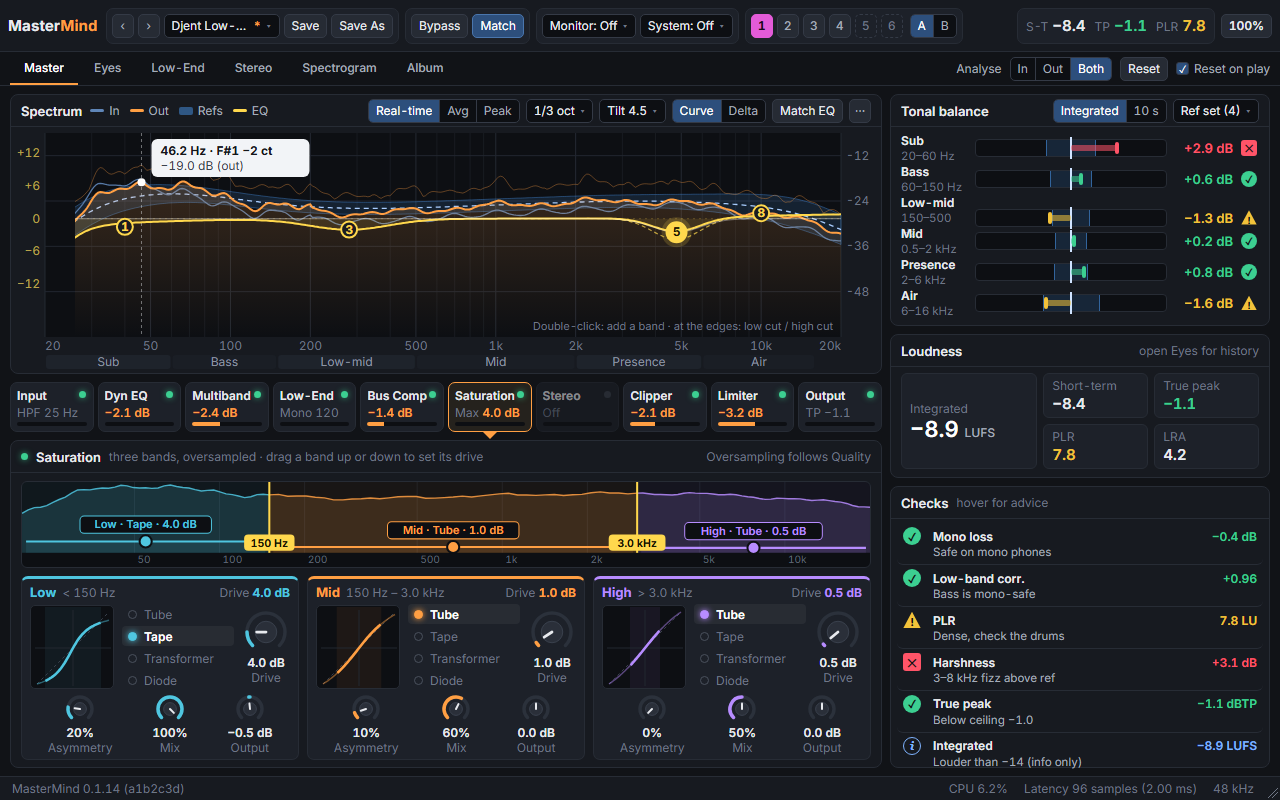 MasterMind ‹ › Djent Low-... * Save Save As Bypass Match Monitor: Off System: Off 1 2 3 4 5 6 A B S-T −8.4 TP −1.1 PLR 7.8 100%
Master Eyes Low-End Stereo Spectrogram Album Analyse In Out Both Reset Reset on play
Spectrum In Out Refs EQ Real-time Avg Peak 1/3 oct Tilt 4.5 Curve Delta Match EQ ...
46.2 Hz · F#1 −2 ct
−19.0 dB (out)
+12 −12
+6 −24
0
−6 −36
−12 −48
1 3 5 8
Double-click: add a band · at the edges: low cut / high cut
20 50 100 200 500 1k 2k 5k 10k 20k
Sub Bass Low-mid Mid Presence Air
Tonal balance Integrated 10 s Ref set (4)
Sub
20–60 Hz +2.9 dB
Bass
60–150 Hz +0.6 dB
Low-mid
150–500 −1.3 dB
Mid
0.5–2 kHz +0.2 dB
Presence
2–6 kHz +0.8 dB
Air
6–16 kHz −1.6 dB
Input Dyn EQ Multiband Low-End Bus Comp Saturation Stereo Clipper Limiter Output
HPF 25 Hz −2.1 dB −2.4 dB Mono 120 −1.4 dB Max 4.0 dB Off −2.1 dB −3.2 dB TP −1.1
Loudness open Eyes for history
Integrated
−8.9 LUFS
Short-term
−8.4
True peak
−1.1
PLR
7.8
LRA
4.2
Saturation three bands, oversampled · drag a band up or down to set its drive Oversampling follows Quality
Low · Tape · 4.0 dB Mid · Tube · 1.0 dB High · Tube · 0.5 dB
150 Hz 3.0 kHz
50 100 200 500 1k 2k 5k 10k
Low < 150 Hz Drive 4.0 dB
Tube
Tape
Transformer
Diode
4.0 dB
Drive
20% 100% −0.5 dB
Asymmetry Mix Output
Mid 150 Hz – 3.0 kHz Drive 1.0 dB
Tube
Tape
Transformer
Diode
1.0 dB
Drive
10% 60% 0.0 dB
Asymmetry Mix Output
High > 3.0 kHz Drive 0.5 dB
Tube
Tape
Transformer
Diode
0.5 dB
Drive
0% 50% 0.0 dB
Asymmetry Mix Output
Checks hover for advice
Mono loss −0.4 dB
Safe on mono phones
Low-band corr. +0.96
Bass is mono-safe
PLR 7.8 LU
Dense, check the drums
Harshness +3.1 dB
3–8 kHz fizz above ref
True peak −1.1 dBTP
Below ceiling −1.0
Integrated −8.9 LUFS
Louder than −14 (info only)
MasterMind 0.1.14 (a1b2c3d) CPU 6.2% Latency 96 samples (2.00 ms) 48 kHz